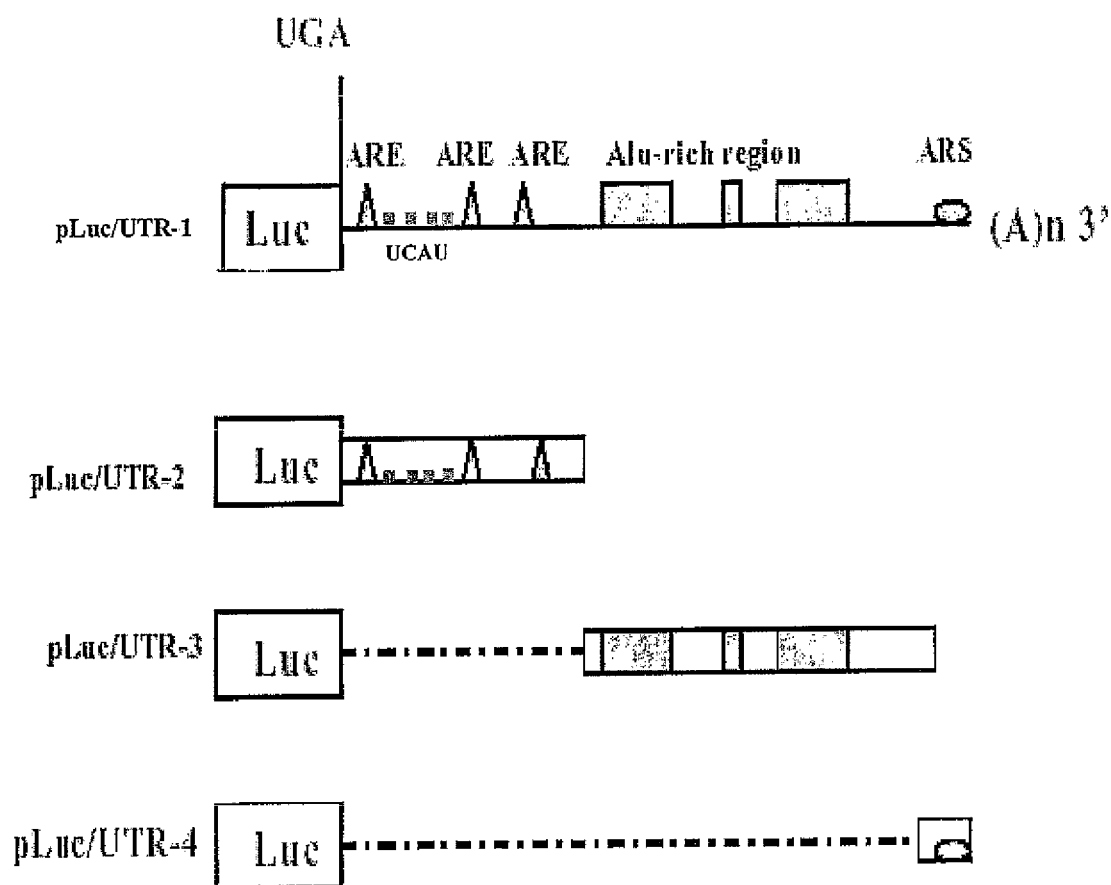 UGA
ARE ARE ARE Alu-rich region ARS
pLuc/UTR-1 Luc (A)n 3'
UCAU
pLuc/UTR-2 Luc
pLuc/UTR-3 Luc
pLuc/UTR-4 Luc